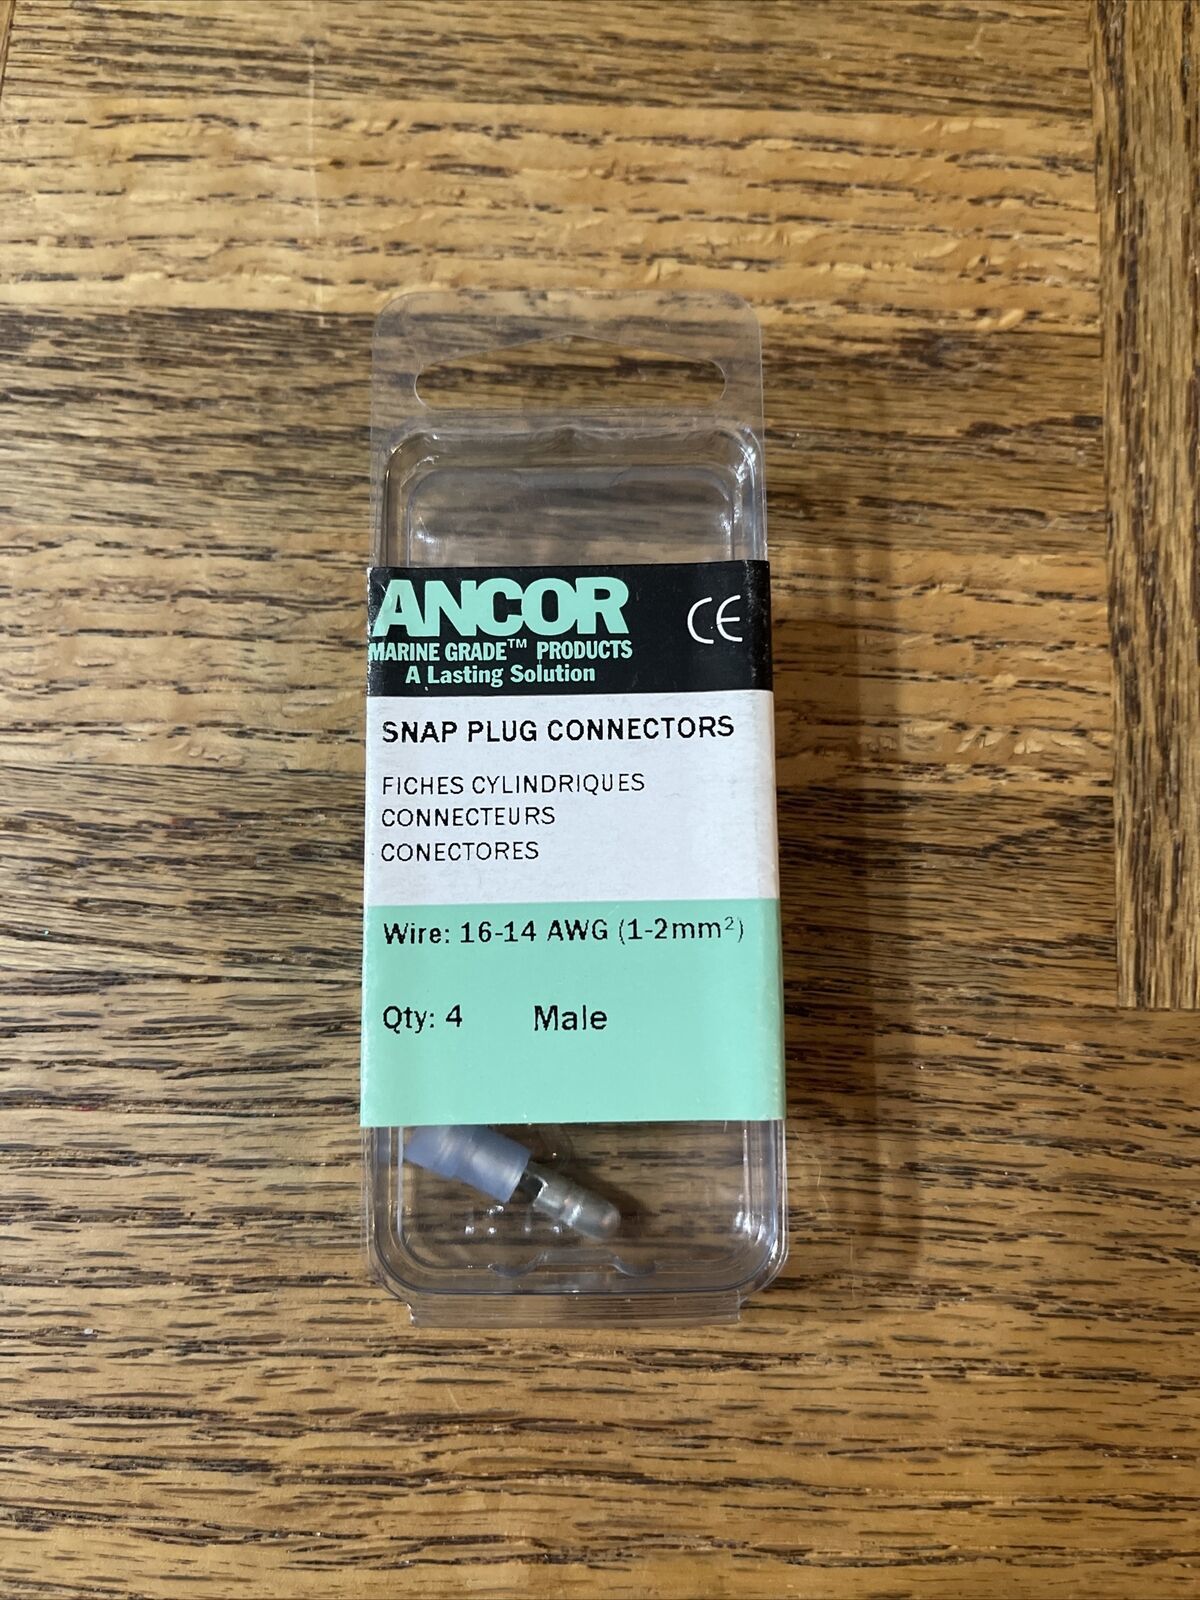 ANCOR
CE
MARINE GRADE™ PRODUCTS
A Lasting Solution
SNAP PLUG CONNECTORS
FICHES CYLINDRIQUES
CONNECTEURS
CONECTORES
Wire: 16-14 AWG (1-2mm²)
Qty: 4 Male